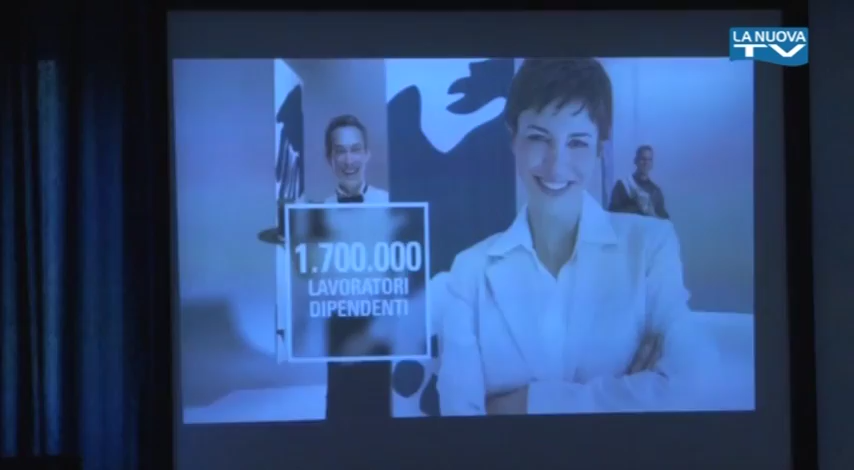 LA NUOVA
TV
1.700.000
LAVORATORI
DIPENDENTI